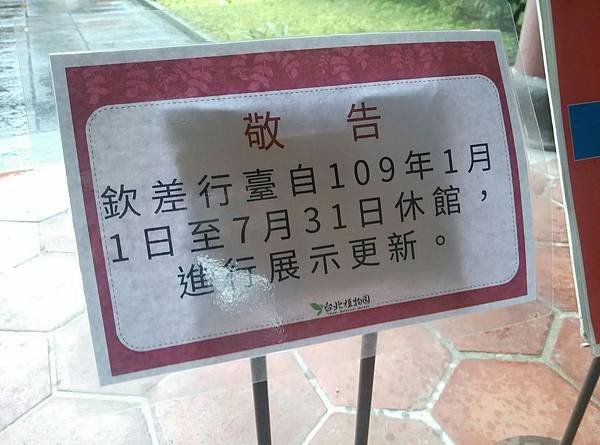 敬告
欽差行臺自109年1月
1日至7月31日休館，
進行展示更新。
台北植物園